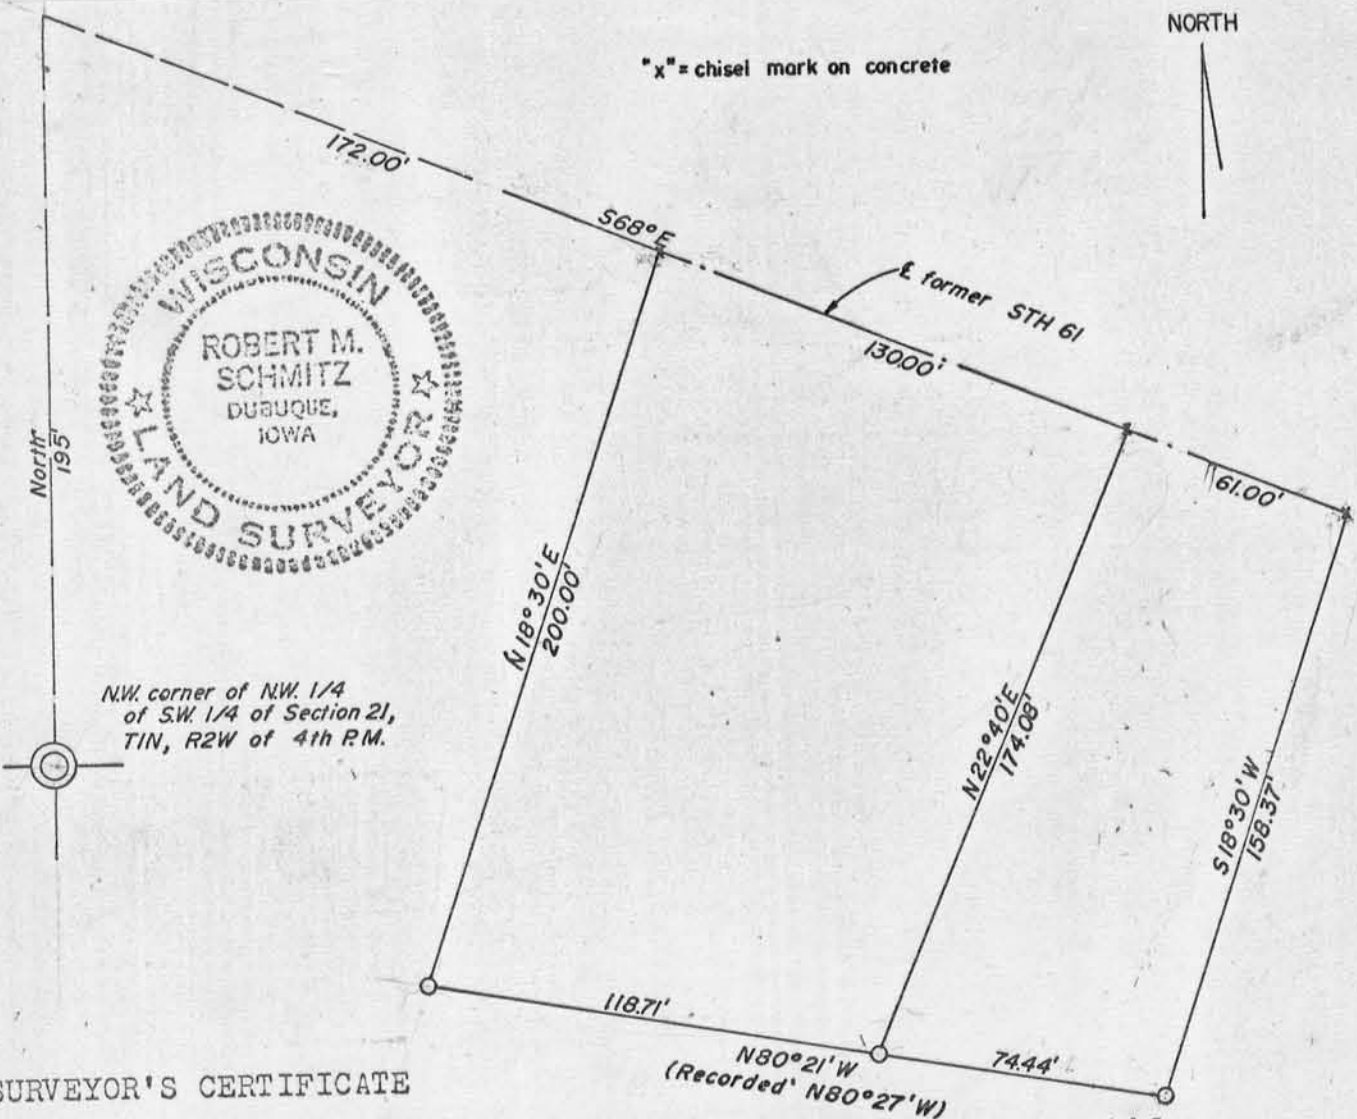 NORTH
"x"= chisel mark on concrete
172.00'
S68°E
℄ former STH 61
130.00'
61.00'
WISCONSIN
ROBERT M.
SCHMITZ
DUBUQUE,
IOWA
LAND SURVEYOR
North
195'
N18°30'E
200.00'
N22°40'E
174.08'
S18°30'W
158.37'
N.W. corner of N.W. 1/4
of S.W. 1/4 of Section 21,
T1N, R2W of 4th P.M.
118.71'
N80°21'W
(Recorded N80°27'W)
74.44'
SURVEYOR'S CERTIFICATE